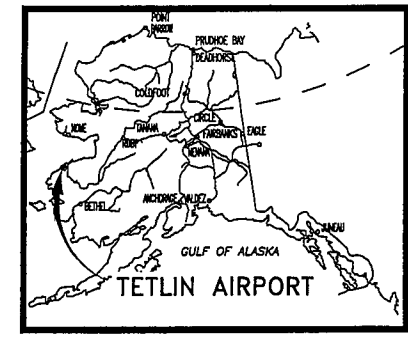 POINT
BARROW
PRUDHOE BAY
DEADHORSE
COLDFOOT
CIRCLE
NOME
TANANA
FAIRBANKS
EAGLE
RUBY
NENANA
BETHEL
ANCHORAGE
VALDEZ
JUNEAU
GULF OF ALASKA
TETLIN AIRPORT